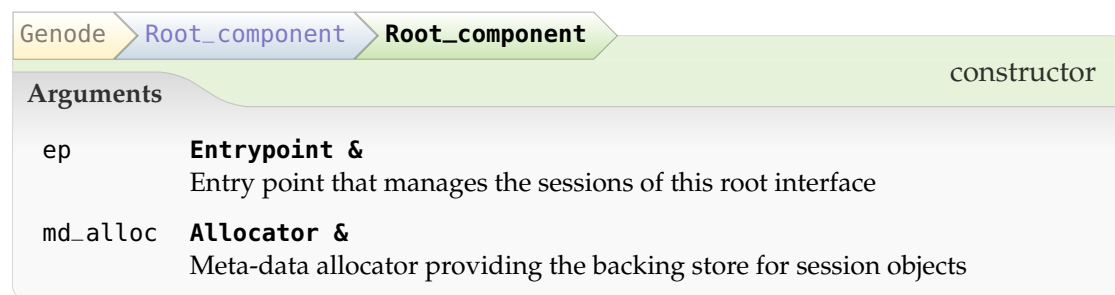 Genode Root_component Root_component
constructor
Arguments
ep Entrypoint &
Entry point that manages the sessions of this root interface
md_alloc Allocator &
Meta-data allocator providing the backing store for session objects